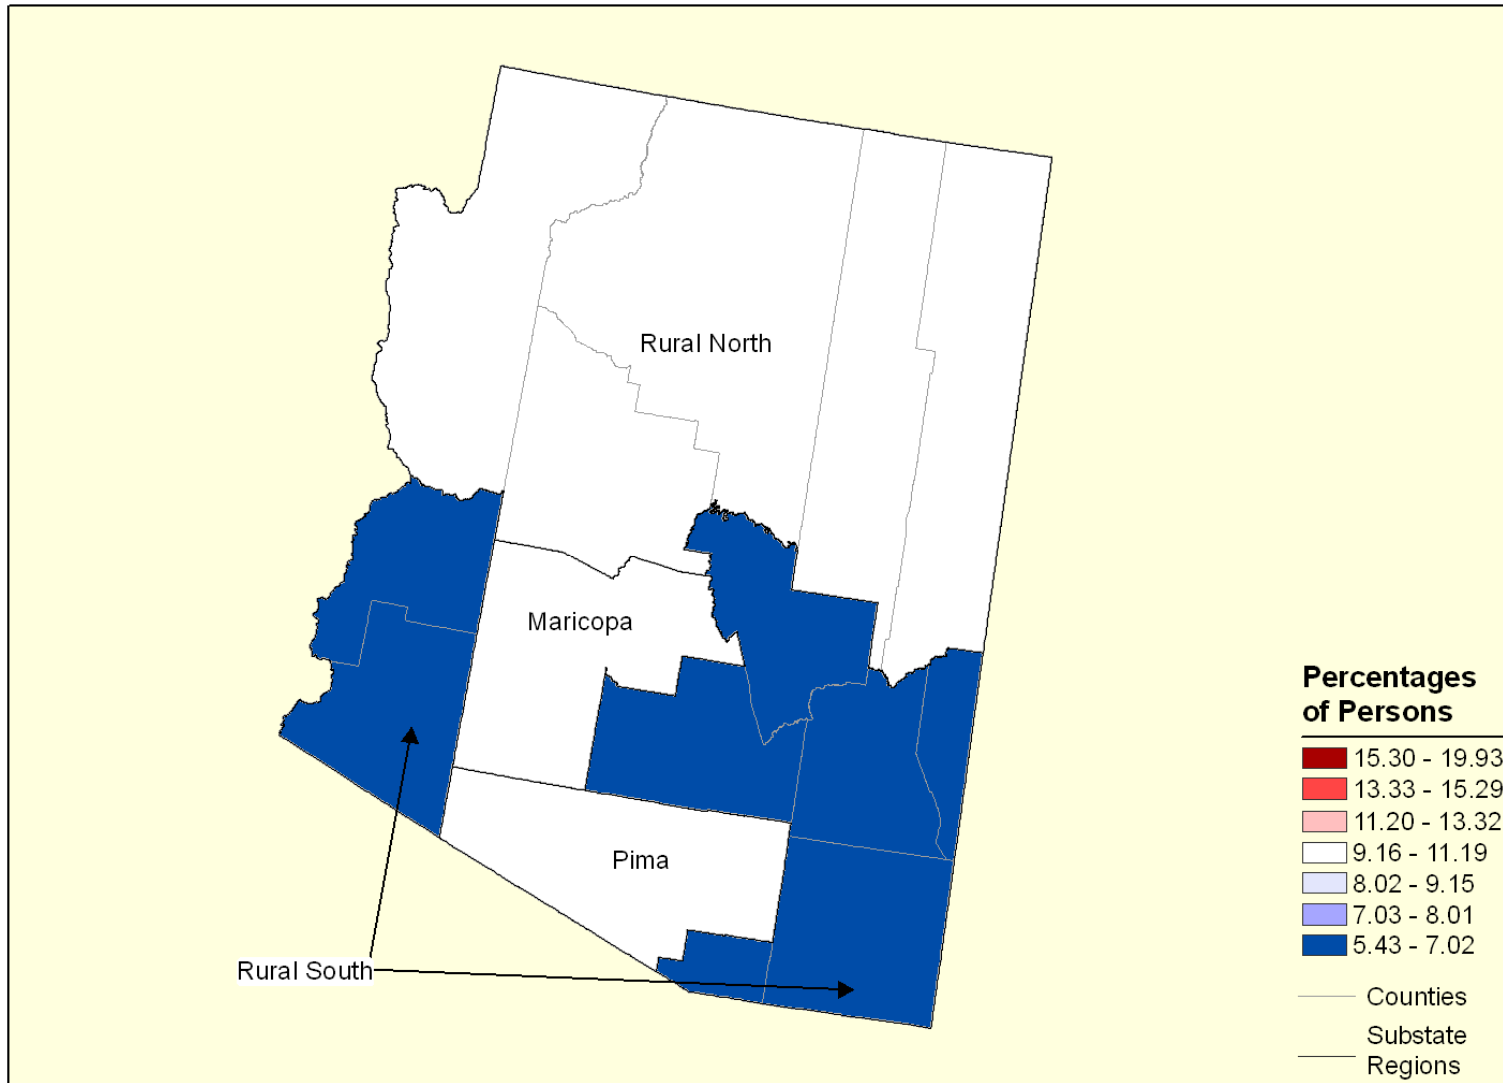 Rural North
Maricopa
Pima
Rural South
Percentages
of Persons
15.30 - 19.93
13.33 - 15.29
11.20 - 13.32
9.16 - 11.19
8.02 - 9.15
7.03 - 8.01
5.43 - 7.02
Counties
Substate
Regions